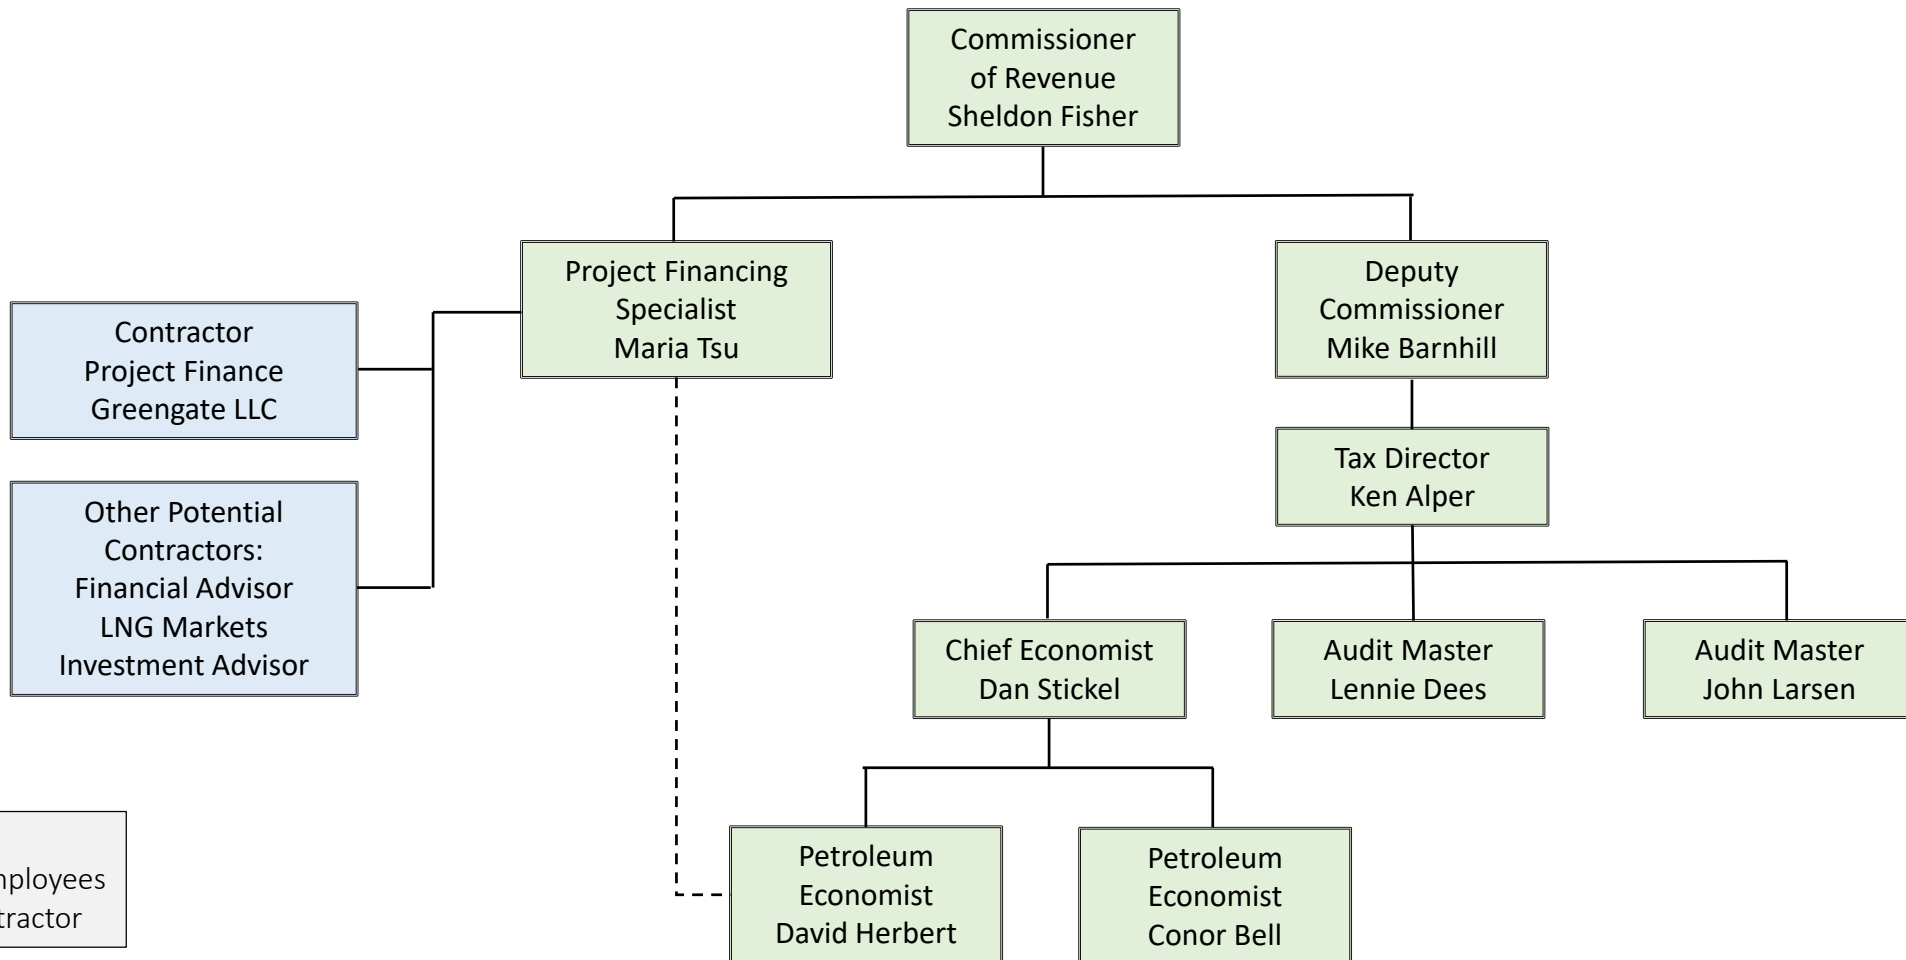 Commissioner
of Revenue
Sheldon Fisher
Project Financing
Specialist
Maria Tsu
Deputy
Commissioner
Mike Barnhill
Contractor
Project Finance
Greengate LLC
Tax Director
Ken Alper
Other Potential
Contractors:
Financial Advisor
LNG Markets
Investment Advisor
Chief Economist
Dan Stickel
Audit Master
Lennie Dees
Audit Master
John Larsen
Petroleum
Economist
David Herbert
Petroleum
Economist
Conor Bell